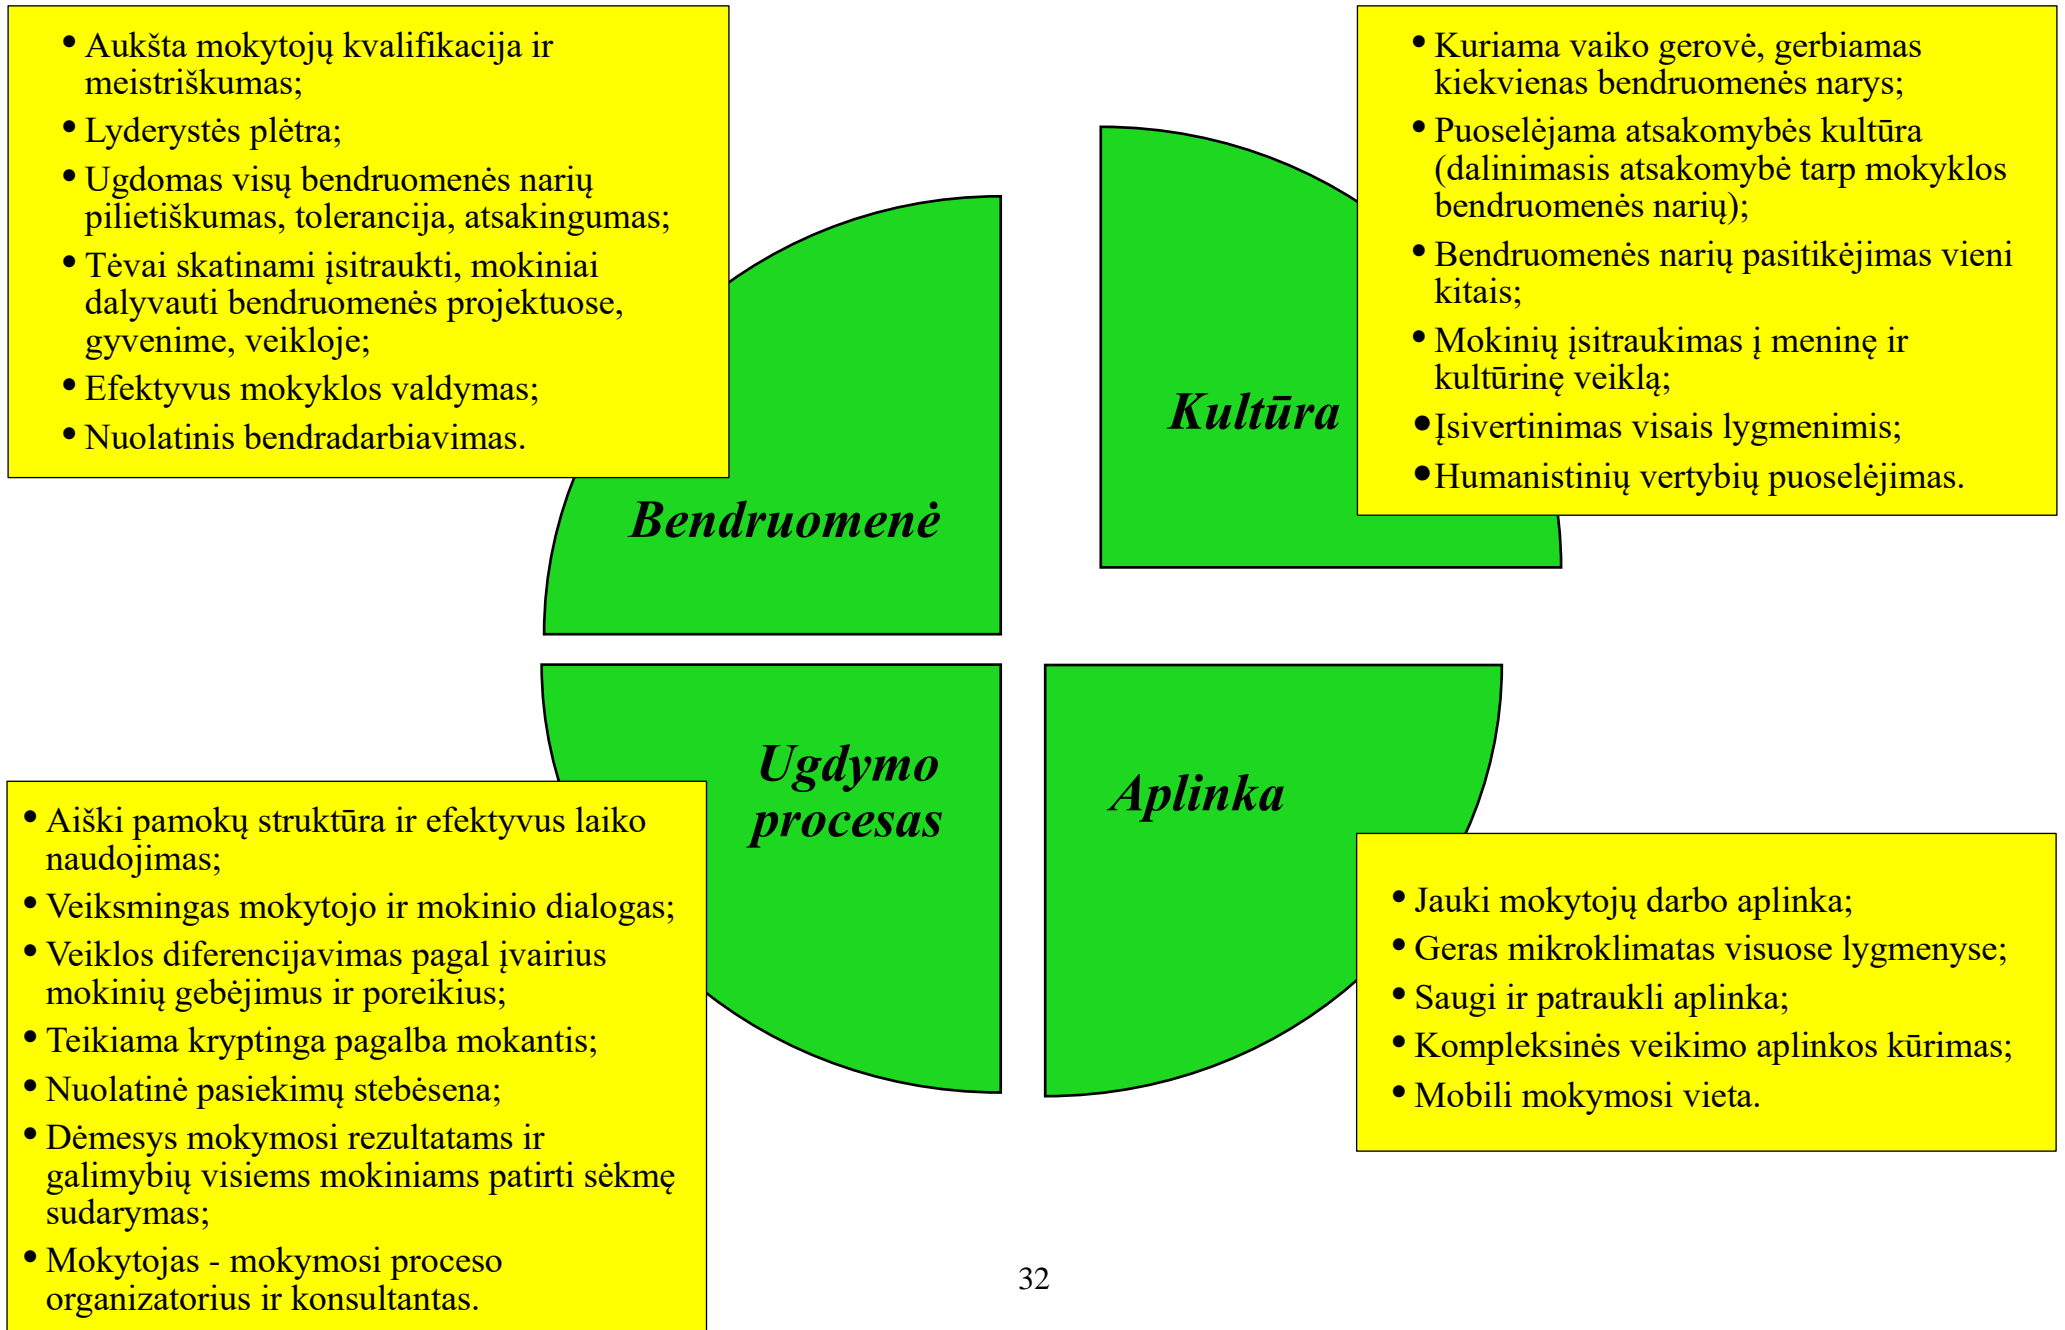 • Aukšta mokytojų kvalifikacija ir
meistriškumas;
• Lyderystės plėtra;
• Ugdomas visų bendruomenės narių
pilietiškumas, tolerancija, atsakingumas;
• Tėvai skatinami įsitraukti, mokiniai
dalyvauti bendruomenės projektuose,
gyvenime, veikloje;
• Efektyvus mokyklos valdymas;
• Nuolatinis bendradarbiavimas.
Bendruomenė
• Kuriama vaiko gerovė, gerbiamas
kiekvienas bendruomenės narys;
• Puoselėjama atsakomybės kultūra
(dalinimasis atsakomybė tarp mokyklos
bendruomenės narių);
• Bendruomenės narių pasitikėjimas vieni
kitais;
• Mokinių įsitraukimas į meninę ir
kultūrinę veiklą;
•Įsivertinimas visais lygmenimis;
•Humanistinių vertybių puoselėjimas.
Kultūra
Ugdymo
procesas
• Aiški pamokų struktūra ir efektyvus laiko
naudojimas;
• Veiksmingas mokytojo ir mokinio dialogas;
• Veiklos diferencijavimas pagal įvairius
mokinių gebėjimus ir poreikius;
• Teikiama kryptinga pagalba mokantis;
• Nuolatinė pasiekimų stebėsena;
• Dėmesys mokymosi rezultatams ir
galimybių visiems mokiniams patirti sėkmę
sudarymas;
• Mokytojas - mokymosi proceso
organizatorius ir konsultantas.
Aplinka
• Jauki mokytojų darbo aplinka;
• Geras mikroklimatas visuose lygmenyse;
• Saugi ir patraukli aplinka;
• Kompleksinės veikimo aplinkos kūrimas;
• Mobili mokymosi vieta.
32